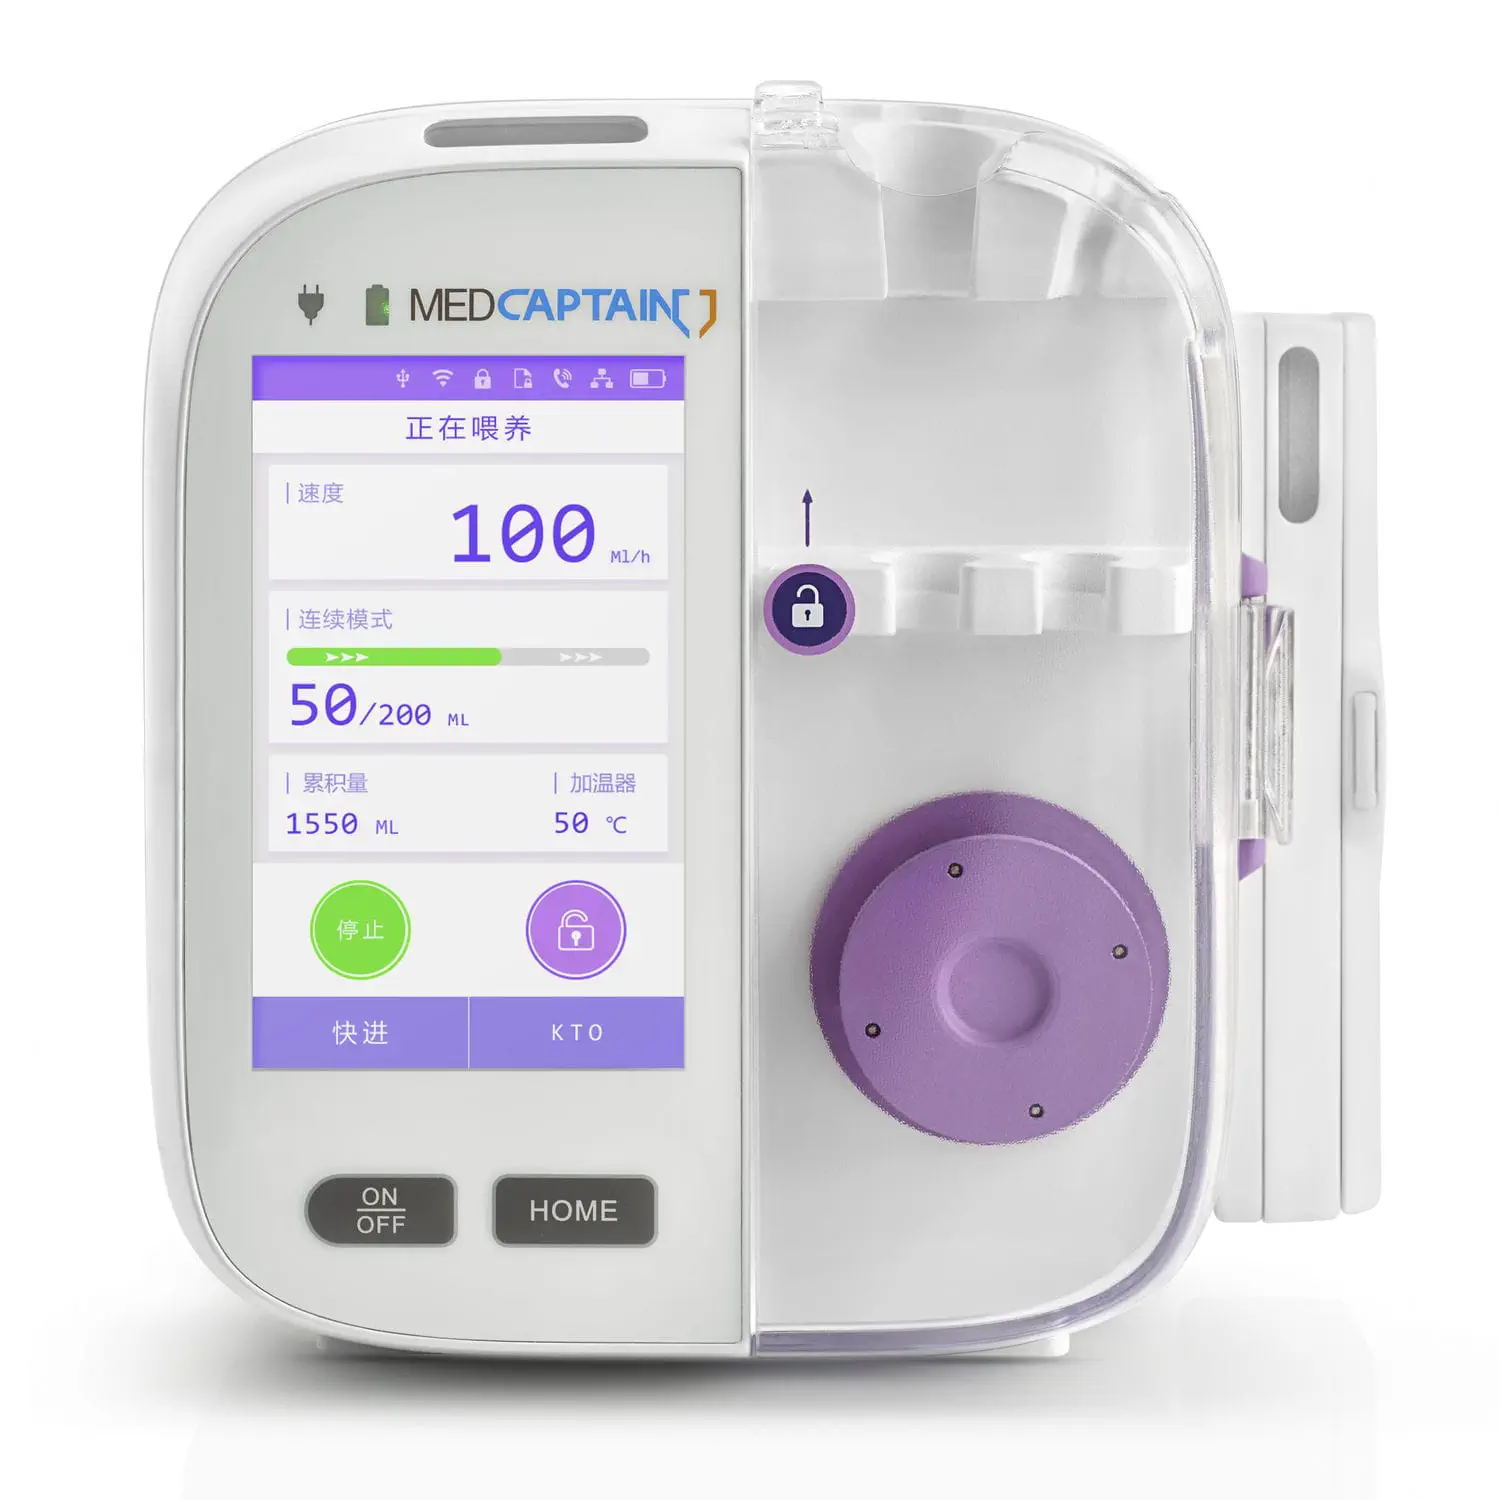 MEDCAPTAIN
正在喂养
速度
100 Ml/h
连续模式
50/200 ML
累积量 加温器
1550 ML 50 ℃
停止
快进 KTO
ON
OFF
HOME